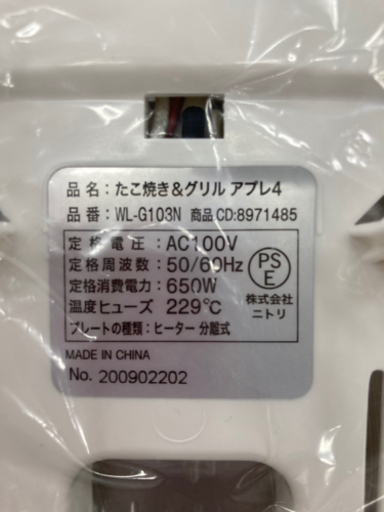 品 名：たこ焼き&グリル アプレ4
品 番：WL-G103N 商品CD:8971485
定格電圧：AC100V
定格周波数：50/60Hz
定格消費電力：650W
温度ヒューズ 229℃
プレートの種類：ヒーター 分離式
PS
E
株式会社
ニトリ
MADE IN CHINA
No. 200902202